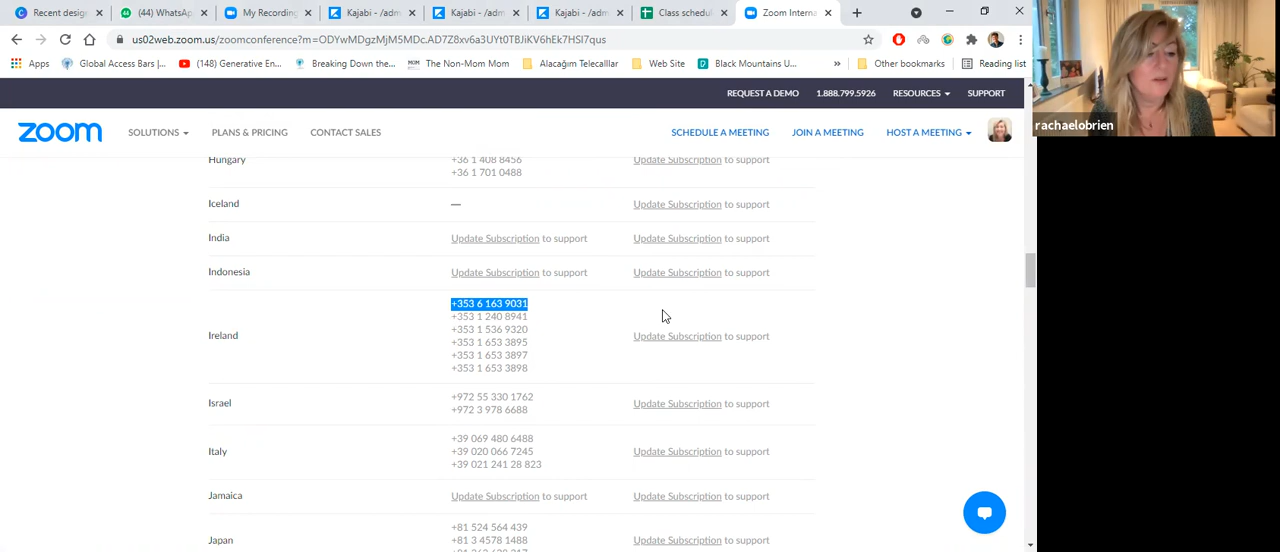 Recent design
(44) WhatsApp
My Recording
Kajabi - /adm
Kajabi - /adm
Kajabi - /adm
Class schedul
Zoom Interna
us02web.zoom.us/zoomconference?m=ODYwMDgzMjM5MDc.AD7Z8xv6a3UYt0TBJiKV6hEk7HSI7qus
Apps
Global Access Bars |...
(148) Generative En...
Breaking Down the...
MOM
The Non-Mom Mom
Alacağım Telecalllar
Web Site
Black Mountains U...
»
Other bookmarks
Reading list
REQUEST A DEMO
1.888.799.5926
RESOURCES
SUPPORT
zoom
SOLUTIONS
PLANS & PRICING
CONTACT SALES
SCHEDULE A MEETING
JOIN A MEETING
HOST A MEETING
rachaelobrien
Hungary
+36 1 408 8456
+36 1 701 0488
Update Subscription to support
Iceland
—
Update Subscription to support
India
Update Subscription to support
Update Subscription to support
Indonesia
Update Subscription to support
Update Subscription to support
Ireland
+353 6 163 9031
+353 1 240 8941
+353 1 536 9320
+353 1 653 3895
+353 1 653 3897
+353 1 653 3898
Update Subscription to support
Israel
+972 55 330 1762
+972 3 978 6688
Update Subscription to support
Italy
+39 069 480 6488
+39 020 066 7245
+39 021 241 28 823
Update Subscription to support
Jamaica
Update Subscription to support
Update Subscription to support
Japan
+81 524 564 439
+81 3 4578 1488
Update Subscription to support